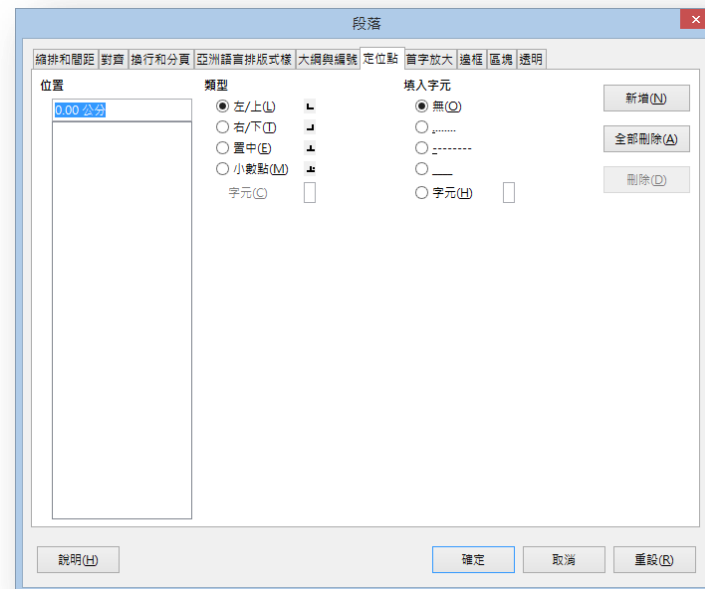 段落
縮排和間距 對齊 換行和分頁 亞洲語言排版式樣 大綱與編號 定位點 首字放大 邊框 區塊 透明
位置 類型 填入字元
0.00 公分 左/上(L) 無(O) 新增(N)
右/下(T) .......
置中(E) -------- 全部刪除(A)
小數點(M) ___
字元(C) 字元(H) 刪除(D)
說明(H) 確定 取消 重設(R)